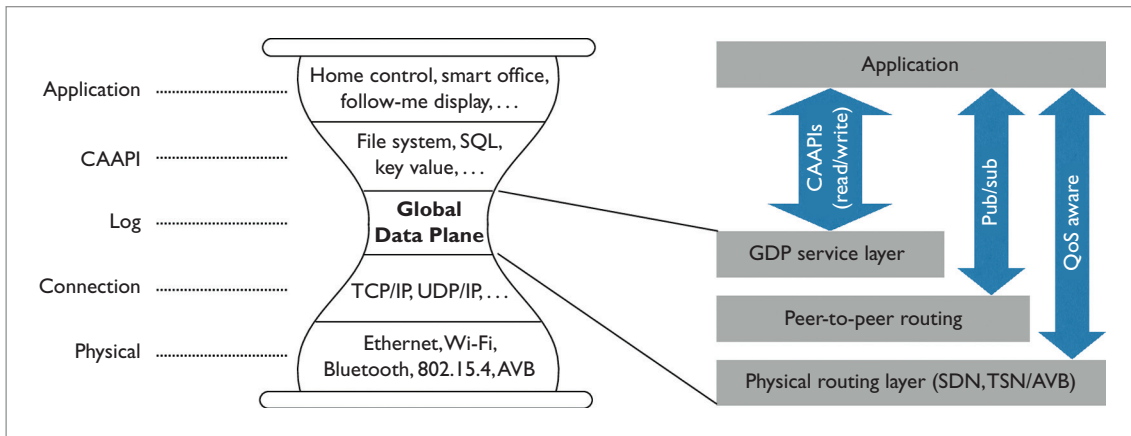 Application
Home control, smart office,
follow-me display, . . .
CAAPI
File system, SQL,
key value, . . .
Log
Global
Data Plane
Connection
TCP/IP, UDP/IP, . . .
Physical
Ethernet, Wi-Fi,
Bluetooth, 802.15.4, AVB
Application
CAAPIs
(read/write)
Pub/sub
QoS aware
GDP service layer
Peer-to-peer routing
Physical routing layer (SDN, TSN/AVB)